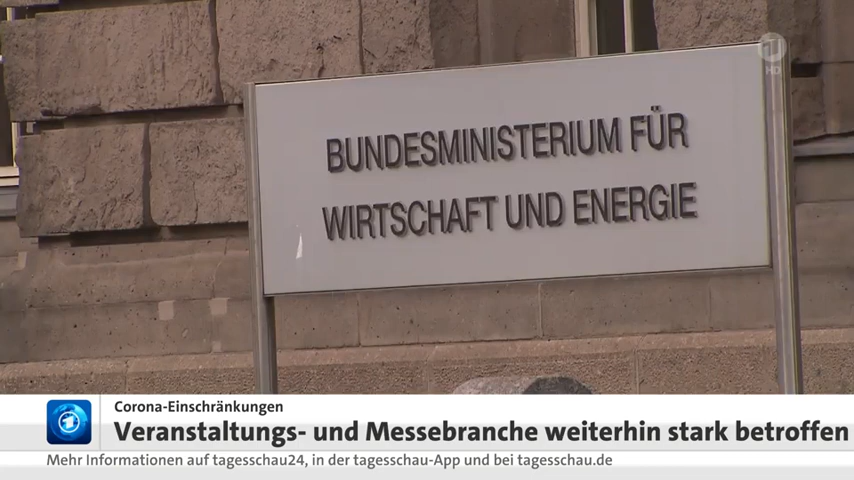 HD
BUNDESMINISTERIUM FÜR
WIRTSCHAFT UND ENERGIE
Corona-Einschränkungen
Veranstaltungs- und Messebranche weiterhin stark betroffen
Mehr Informationen auf tagesschau24, in der tagesschau-App und bei tagesschau.de